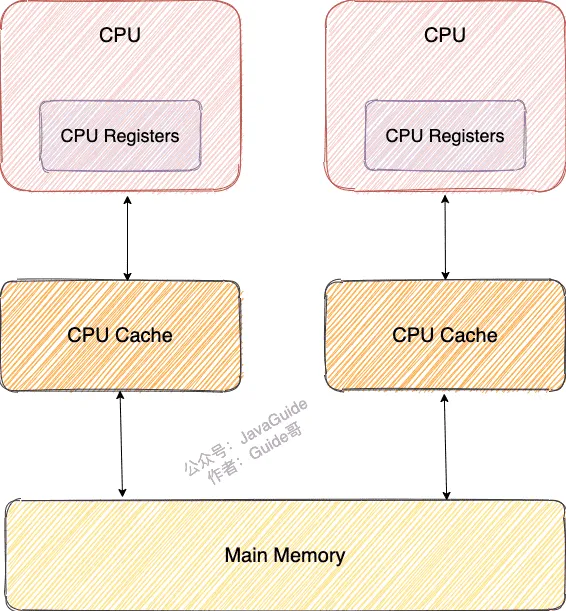 CPU
CPU
CPU Registers
CPU Registers
CPU Cache
CPU Cache
公众号：JavaGuide
作者：Guide哥
Main Memory